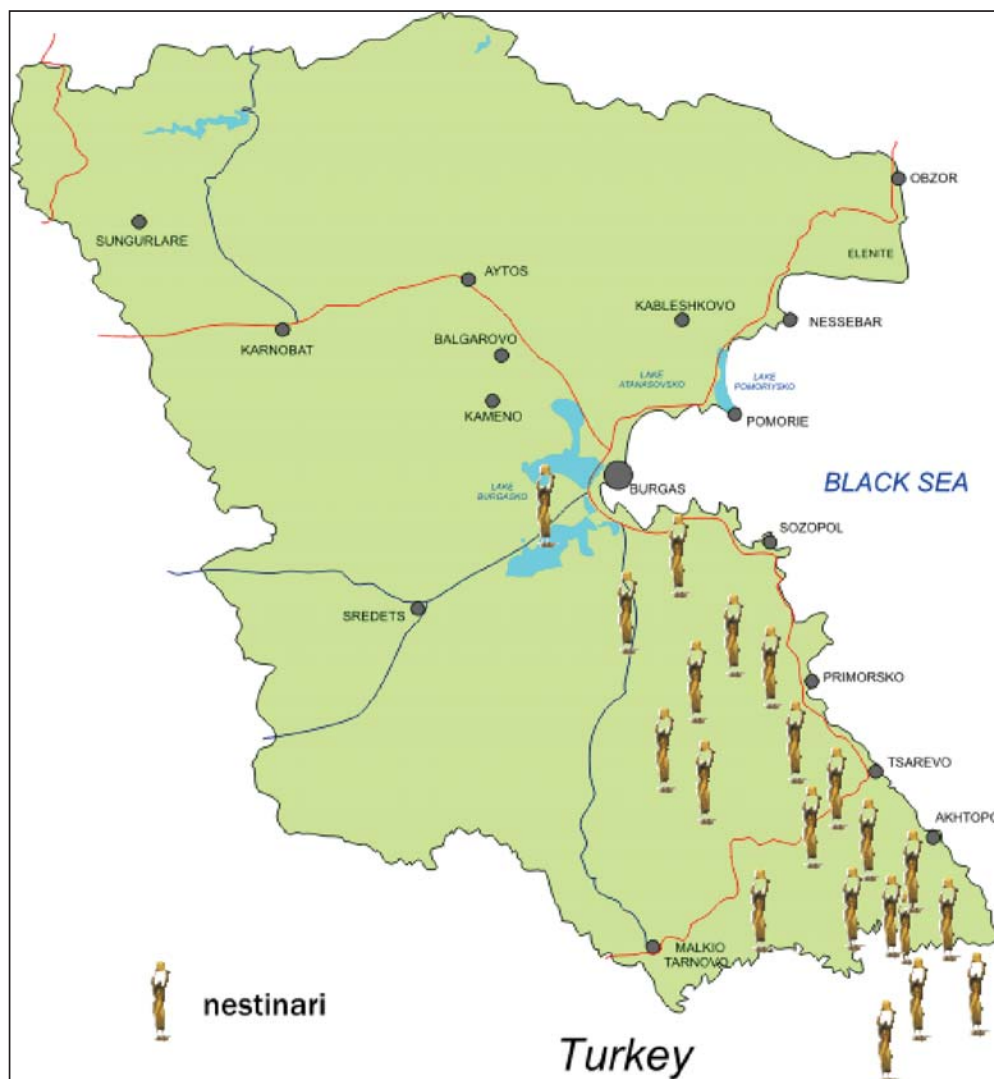 OBZOR
SUNGURLARE
ELENITE
AYTOS
KABLESHKOVO
NESSEBAR
KARNOBAT
BALGAROVO
LAKE
ATANASOVSKO
LAKE
POMORIYSKO
KAMENO
POMORIE
LAKE
BURGASKO
BURGAS
BLACK SEA
SOZOPOL
SREDETS
PRIMORSKO
TSAREVO
AKHTOPO
MALKIO
TARNOVO
nestinari
Turkey